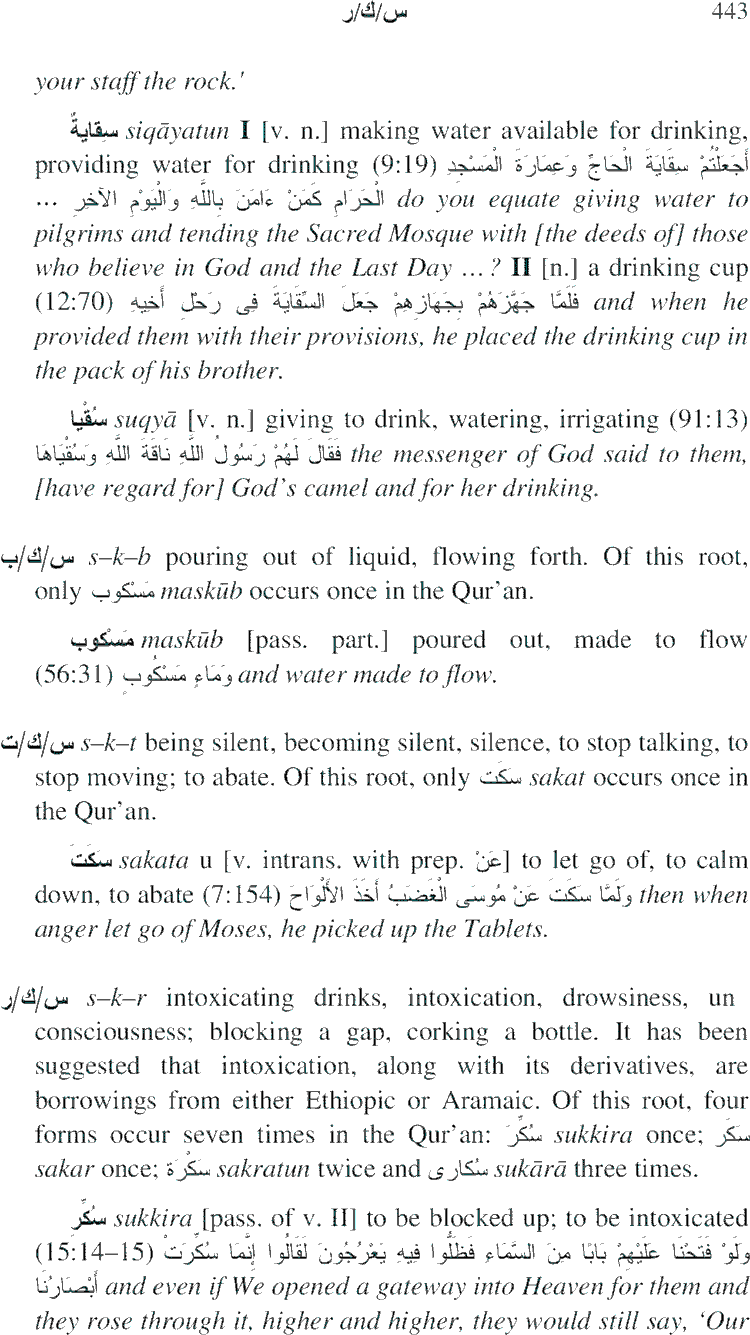 س/ك/ر 443
your staff the rock.'
سِقايةٌ siqāyatun I [v. n.] making water available for drinking,
providing water for drinking (9:19) أَجَعَلْتُمْ سِقَايَةَ الْحَاجِّ وَعِمَارَةَ الْمَسْجِدِ
الْحَرَامِ كَمَنْ ءَامَنَ بِاللَّهِ وَالْيَوْمِ الآخِرِ ... do you equate giving water to
pilgrims and tending the Sacred Mosque with [the deeds of] those
who believe in God and the Last Day ...? II [n.] a drinking cup
(12:70) فَلَمَّا جَهَّزَهُمْ بِجَهَازِهِمْ جَعَلَ السِّقَايَةَ فِى رَحْلِ أَخِيهِ and when he
provided them with their provisions, he placed the drinking cup in
the pack of his brother.
سُقْيا suqyā [v. n.] giving to drink, watering, irrigating (91:13)
فَقَالَ لَهُمْ رَسُولُ اللَّهِ نَاقَةَ اللَّهِ وَسُقْيَاهَا the messenger of God said to them,
[have regard for] God's camel and for her drinking.
س/ك/ب s–k–b pouring out of liquid, flowing forth. Of this root,
only مَسْكوب maskūb occurs once in the Qur'an.
مَسْكوب maskūb [pass. part.] poured out, made to flow
(56:31) وَمَاءٍ مَسْكُوبٍ and water made to flow.
س/ك/ت s–k–t being silent, becoming silent, silence, to stop talking, to
stop moving; to abate. Of this root, only سكَت sakat occurs once in
the Qur'an.
سكَتَ sakata u [v. intrans. with prep. عَنْ] to let go of, to calm
down, to abate (7:154) وَلَمَّا سَكَتَ عَنْ مُوسَى الْغَضَبُ أَخَذَ الأَلْوَاحَ then when
anger let go of Moses, he picked up the Tablets.
س/ك/ر s–k–r intoxicating drinks, intoxication, drowsiness, un
consciousness; blocking a gap, corking a bottle. It has been
suggested that intoxication, along with its derivatives, are
borrowings from either Ethiopic or Aramaic. Of this root, four
forms occur seven times in the Qur'an: سُكِّرَ sukkira once; سَكَر
sakar once; سَكْرَة sakratun twice and سُكارى sukārā three times.
سُكِّرَ sukkira [pass. of v. II] to be blocked up; to be intoxicated
(15:14–15) وَلَوْ فَتَحْنَا عَلَيْهِمْ بَابًا مِنَ السَّمَاءِ فَظَلُّوا فِيهِ يَعْرُجُونَ لَقَالُوا إِنَّمَا سُكِّرَتْ
أَبْصَارُنَا and even if We opened a gateway into Heaven for them and
they rose through it, higher and higher, they would still say, 'Our